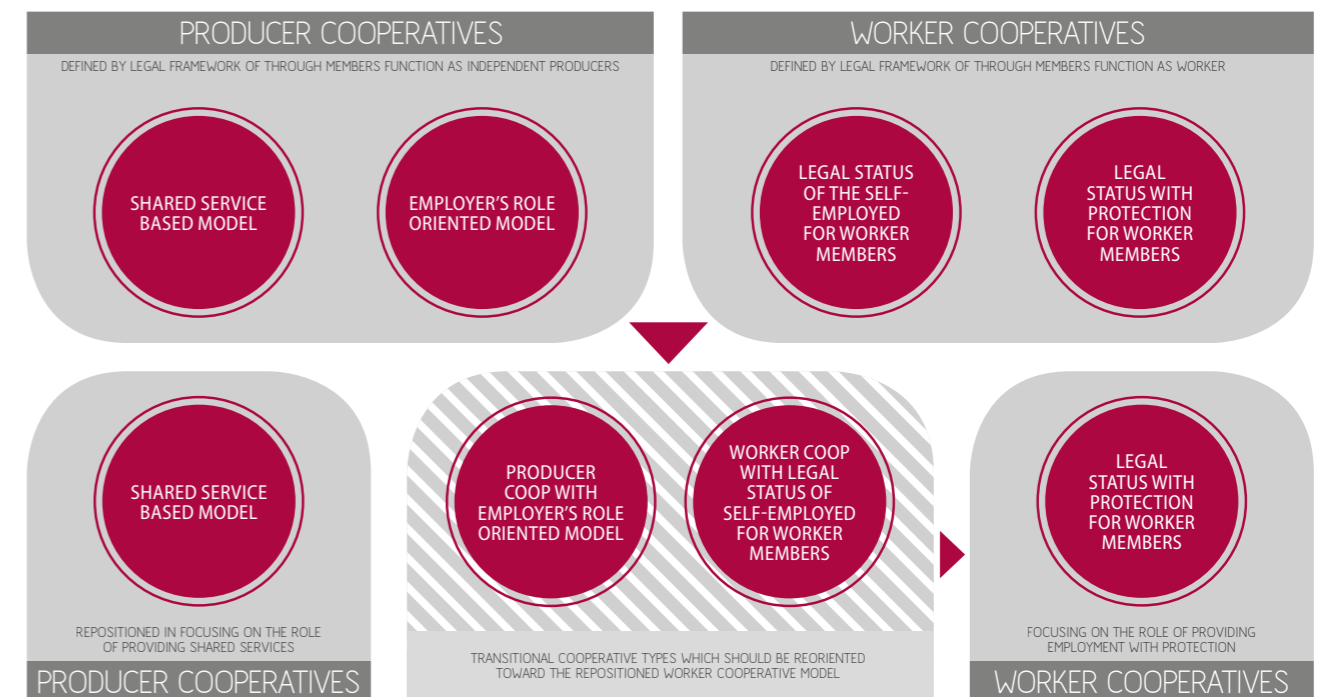 PRODUCER COOPERATIVES
DEFINED BY LEGAL FRAMEWORK OF THROUGH MEMBERS FUNCTION AS INDEPENDENT PRODUCERS
SHARED SERVICE
BASED MODEL
EMPLOYER'S ROLE
ORIENTED MODEL
WORKER COOPERATIVES
DEFINED BY LEGAL FRAMEWORK OF THROUGH MEMBERS FUNCTION AS WORKER
LEGAL STATUS
OF THE SELF-
EMPLOYED
FOR WORKER
MEMBERS
LEGAL
STATUS WITH
PROTECTION
FOR WORKER
MEMBERS
SHARED SERVICE
BASED MODEL
REPOSITIONED IN FOCUSING ON THE ROLE
OF PROVIDING SHARED SERVICES
PRODUCER COOPERATIVES
PRODUCER
COOP WITH
EMPLOYER'S ROLE
ORIENTED MODEL
WORKER COOP
WITH LEGAL
STATUS OF
SELF-EMPLOYED
FOR WORKER
MEMBERS
TRANSITIONAL COOPERATIVE TYPES WHICH SHOULD BE REORIENTED
TOWARD THE REPOSITIONED WORKER COOPERATIVE MODEL
LEGAL
STATUS WITH
PROTECTION
FOR WORKER
MEMBERS
FOCUSING ON THE ROLE OF PROVIDING
EMPLOYMENT WITH PROTECTION
WORKER COOPERATIVES